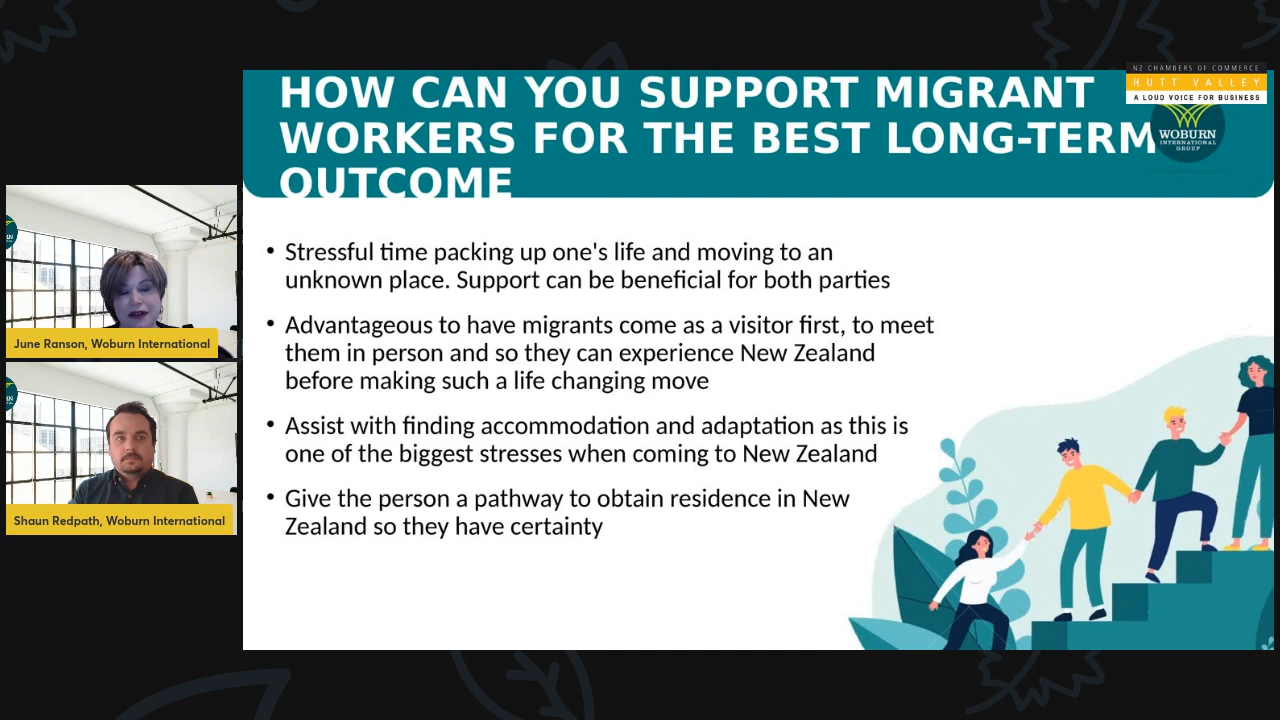 NZ CHAMBERS OF COMMERCE
HUTT VALLEY
A LOUD VOICE FOR BUSINESS
HOW CAN YOU SUPPORT MIGRANT
WORKERS FOR THE BEST LONG-TERM
OUTCOME
WOBURN
INTERNATIONAL
GROUP
• Stressful time packing up one's life and moving to an
unknown place. Support can be beneficial for both parties
• Advantageous to have migrants come as a visitor first, to meet
them in person and so they can experience New Zealand
before making such a life changing move
• Assist with finding accommodation and adaptation as this is
one of the biggest stresses when coming to New Zealand
• Give the person a pathway to obtain residence in New
Zealand so they have certainty
June Ranson, Woburn International
Shaun Redpath, Woburn International